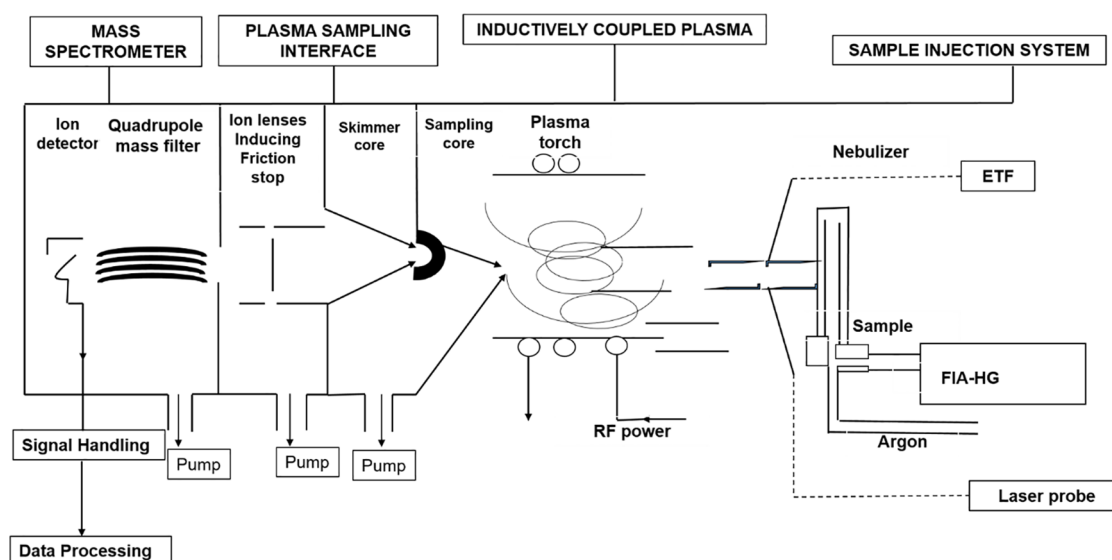 MASS
SPECTROMETER
PLASMA SAMPLING
INTERFACE
INDUCTIVELY COUPLED PLASMA
SAMPLE INJECTION SYSTEM
Ion
detector
Quadrupole
mass filter
Ion lenses
Inducing
Friction
stop
Skimmer
core
Sampling
core
Plasma
torch
Nebulizer
ETF
Sample
FIA-HG
Argon
RF power
Laser probe
Signal Handling
Pump
Pump
Pump
Data Processing